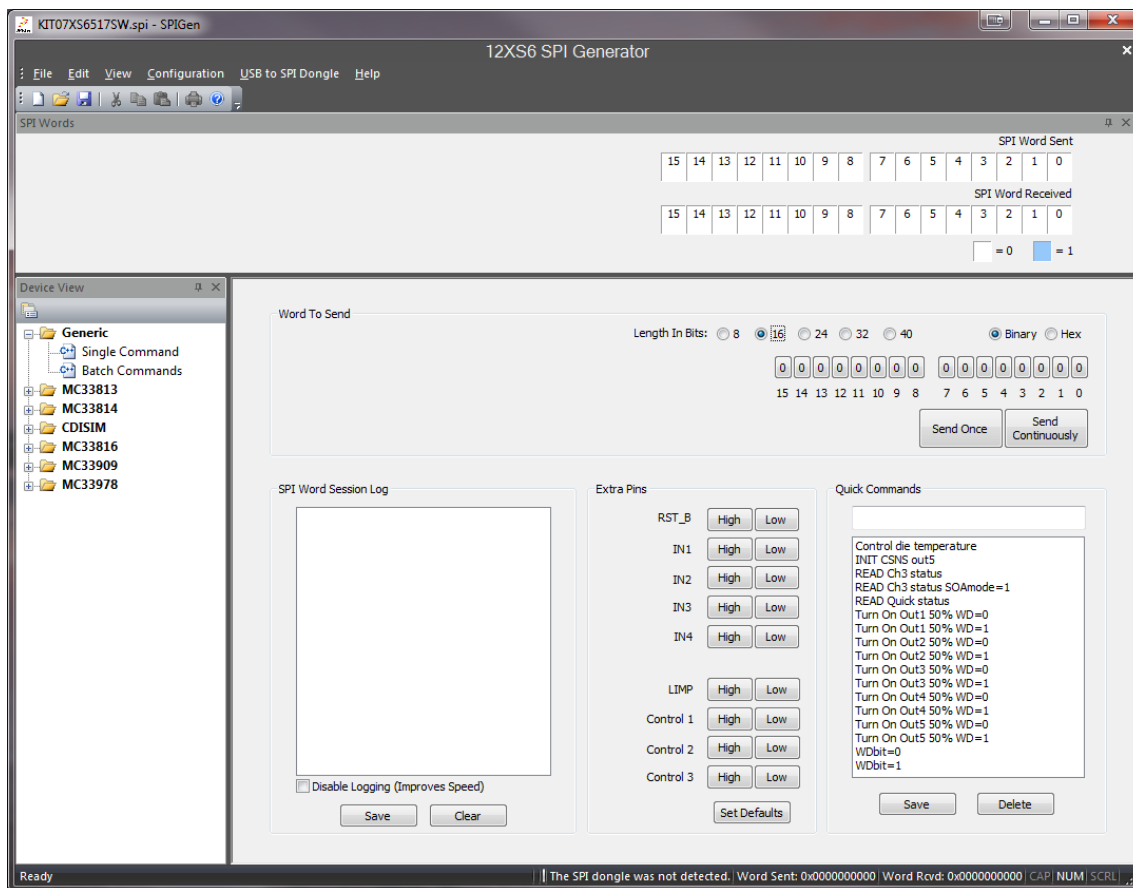 KIT07XS6517SW.spi - SPIGen
12XS6 SPI Generator
File Edit View Configuration USB to SPI Dongle Help
SPI Words
SPI Word Sent
15 14 13 12 11 10 9 8 7 6 5 4 3 2 1 0
SPI Word Received
15 14 13 12 11 10 9 8 7 6 5 4 3 2 1 0
= 0 = 1
Device View
Generic
Single Command
Batch Commands
MC33813
MC33814
CDISIM
MC33816
MC33909
MC33978
Word To Send
Length In Bits: 8 16 24 32 40 Binary Hex
0 0 0 0 0 0 0 0 0 0 0 0 0 0 0 0
15 14 13 12 11 10 9 8 7 6 5 4 3 2 1 0
Send Once
Send
Continuously
SPI Word Session Log
Disable Logging (Improves Speed)
Save Clear
Extra Pins
RST_B High Low
IN1 High Low
IN2 High Low
IN3 High Low
IN4 High Low
LIMP High Low
Control 1 High Low
Control 2 High Low
Control 3 High Low
Set Defaults
Quick Commands
Control die temperature
INIT CSNS out5
READ Ch3 status
READ Ch3 status SOAmode=1
READ Quick status
Turn On Out1 50% WD=0
Turn On Out1 50% WD=1
Turn On Out2 50% WD=0
Turn On Out2 50% WD=1
Turn On Out3 50% WD=0
Turn On Out3 50% WD=1
Turn On Out4 50% WD=0
Turn On Out4 50% WD=1
Turn On Out5 50% WD=0
Turn On Out5 50% WD=1
WDbit=0
WDbit=1
Save Delete
Ready
The SPI dongle was not detected. Word Sent: 0x0000000000 Word Rcvd: 0x0000000000 CAP NUM SCRL